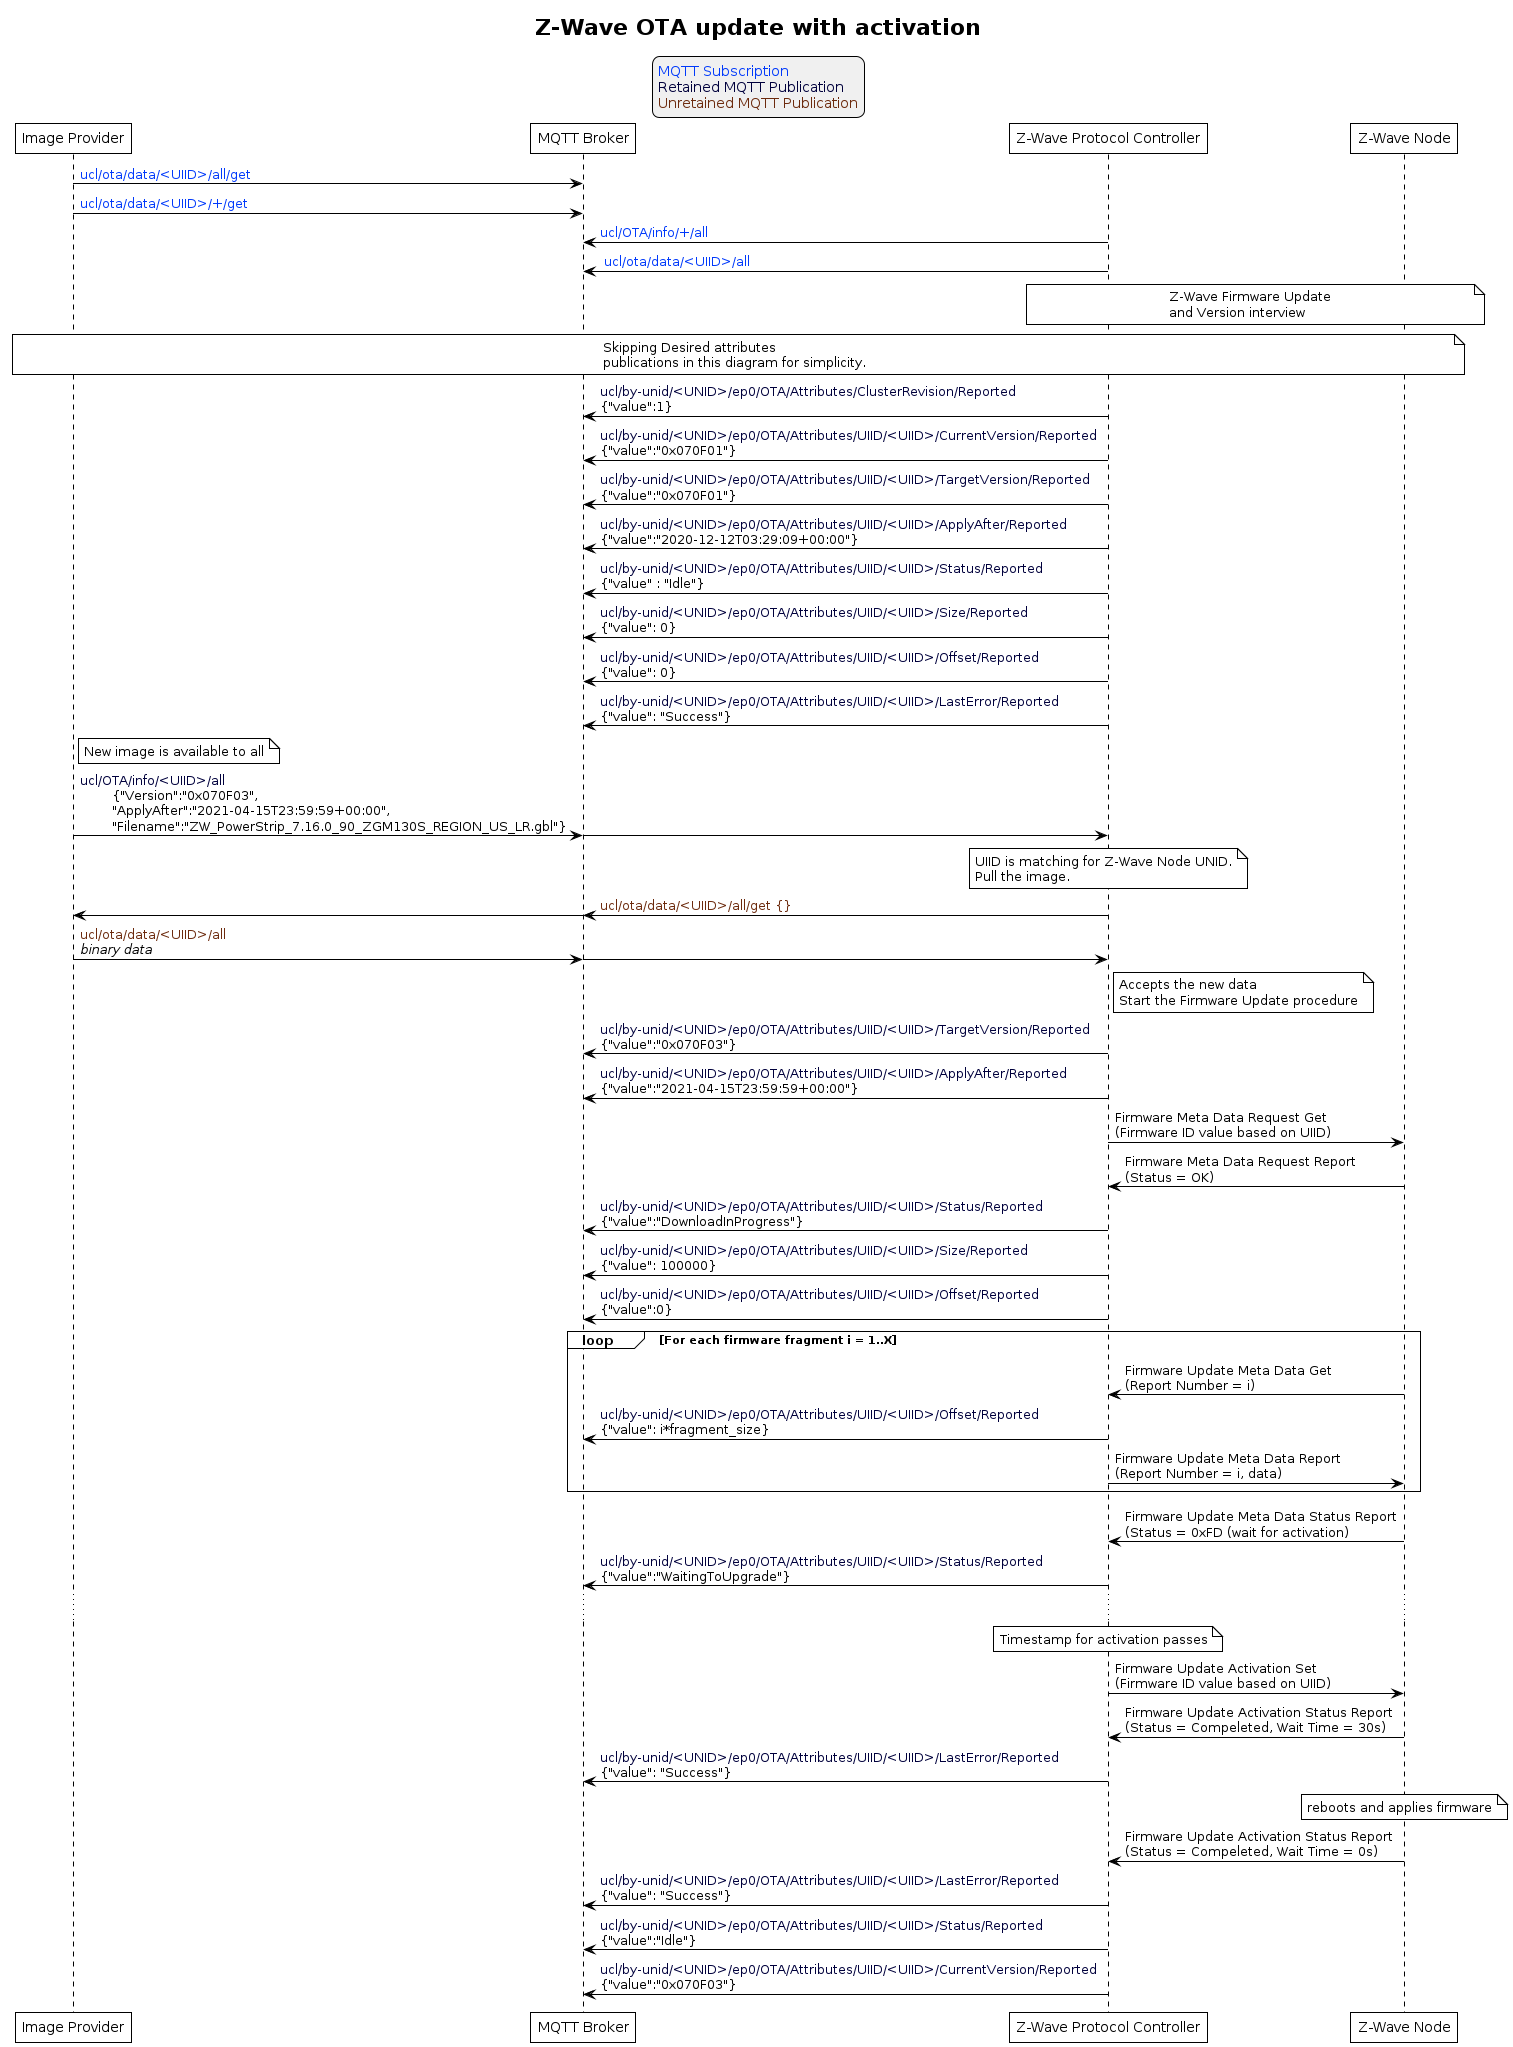 Z-Wave OTA update with activation
MQTT Subscription
Retained MQTT Publication
Unretained MQTT Publication
Image Provider
MQTT Broker
Z-Wave Protocol Controller
Z-Wave Node
ucl/ota/data/<UIID>/all/get
ucl/ota/data/<UIID>/+/get
ucl/OTA/info/+/all
ucl/ota/data/<UIID>/all
Z-Wave Firmware Update
and Version interview
Skipping Desired attributes
publications in this diagram for simplicity.
ucl/by-unid/<UNID>/ep0/OTA/Attributes/ClusterRevision/Reported
{"value":1}
ucl/by-unid/<UNID>/ep0/OTA/Attributes/UIID/<UIID>/CurrentVersion/Reported
{"value":"0x070F01"}
ucl/by-unid/<UNID>/ep0/OTA/Attributes/UIID/<UIID>/TargetVersion/Reported
{"value":"0x070F01"}
ucl/by-unid/<UNID>/ep0/OTA/Attributes/UIID/<UIID>/ApplyAfter/Reported
{"value":"2020-12-12T03:29:09+00:00"}
ucl/by-unid/<UNID>/ep0/OTA/Attributes/UIID/<UIID>/Status/Reported
{"value" : "Idle"}
ucl/by-unid/<UNID>/ep0/OTA/Attributes/UIID/<UIID>/Size/Reported
{"value": 0}
ucl/by-unid/<UNID>/ep0/OTA/Attributes/UIID/<UIID>/Offset/Reported
{"value": 0}
ucl/by-unid/<UNID>/ep0/OTA/Attributes/UIID/<UIID>/LastError/Reported
{"value": "Success"}
New image is available to all
ucl/OTA/info/<UIID>/all
{"Version":"0x070F03",
"ApplyAfter":"2021-04-15T23:59:59+00:00",
"Filename":"ZW_PowerStrip_7.16.0_90_ZGM130S_REGION_US_LR.gbl"}
UIID is matching for Z-Wave Node UNID.
Pull the image.
ucl/ota/data/<UIID>/all/get {}
ucl/ota/data/<UIID>/all
binary data
Accepts the new data
Start the Firmware Update procedure
ucl/by-unid/<UNID>/ep0/OTA/Attributes/UIID/<UIID>/TargetVersion/Reported
{"value":"0x070F03"}
ucl/by-unid/<UNID>/ep0/OTA/Attributes/UIID/<UIID>/ApplyAfter/Reported
{"value":"2021-04-15T23:59:59+00:00"}
Firmware Meta Data Request Get
(Firmware ID value based on UIID)
Firmware Meta Data Request Report
(Status = OK)
ucl/by-unid/<UNID>/ep0/OTA/Attributes/UIID/<UIID>/Status/Reported
{"value":"DownloadInProgress"}
ucl/by-unid/<UNID>/ep0/OTA/Attributes/UIID/<UIID>/Size/Reported
{"value": 100000}
ucl/by-unid/<UNID>/ep0/OTA/Attributes/UIID/<UIID>/Offset/Reported
{"value":0}
loop [For each firmware fragment i = 1..X]
Firmware Update Meta Data Get
(Report Number = i)
ucl/by-unid/<UNID>/ep0/OTA/Attributes/UIID/<UIID>/Offset/Reported
{"value": i*fragment_size}
Firmware Update Meta Data Report
(Report Number = i, data)
Firmware Update Meta Data Status Report
(Status = 0xFD (wait for activation)
ucl/by-unid/<UNID>/ep0/OTA/Attributes/UIID/<UIID>/Status/Reported
{"value":"WaitingToUpgrade"}
Timestamp for activation passes
Firmware Update Activation Set
(Firmware ID value based on UIID)
Firmware Update Activation Status Report
(Status = Compeleted, Wait Time = 30s)
ucl/by-unid/<UNID>/ep0/OTA/Attributes/UIID/<UIID>/LastError/Reported
{"value": "Success"}
reboots and applies firmware
Firmware Update Activation Status Report
(Status = Compeleted, Wait Time = 0s)
ucl/by-unid/<UNID>/ep0/OTA/Attributes/UIID/<UIID>/LastError/Reported
{"value": "Success"}
ucl/by-unid/<UNID>/ep0/OTA/Attributes/UIID/<UIID>/Status/Reported
{"value":"Idle"}
ucl/by-unid/<UNID>/ep0/OTA/Attributes/UIID/<UIID>/CurrentVersion/Reported
{"value":"0x070F03"}
Image Provider
MQTT Broker
Z-Wave Protocol Controller
Z-Wave Node